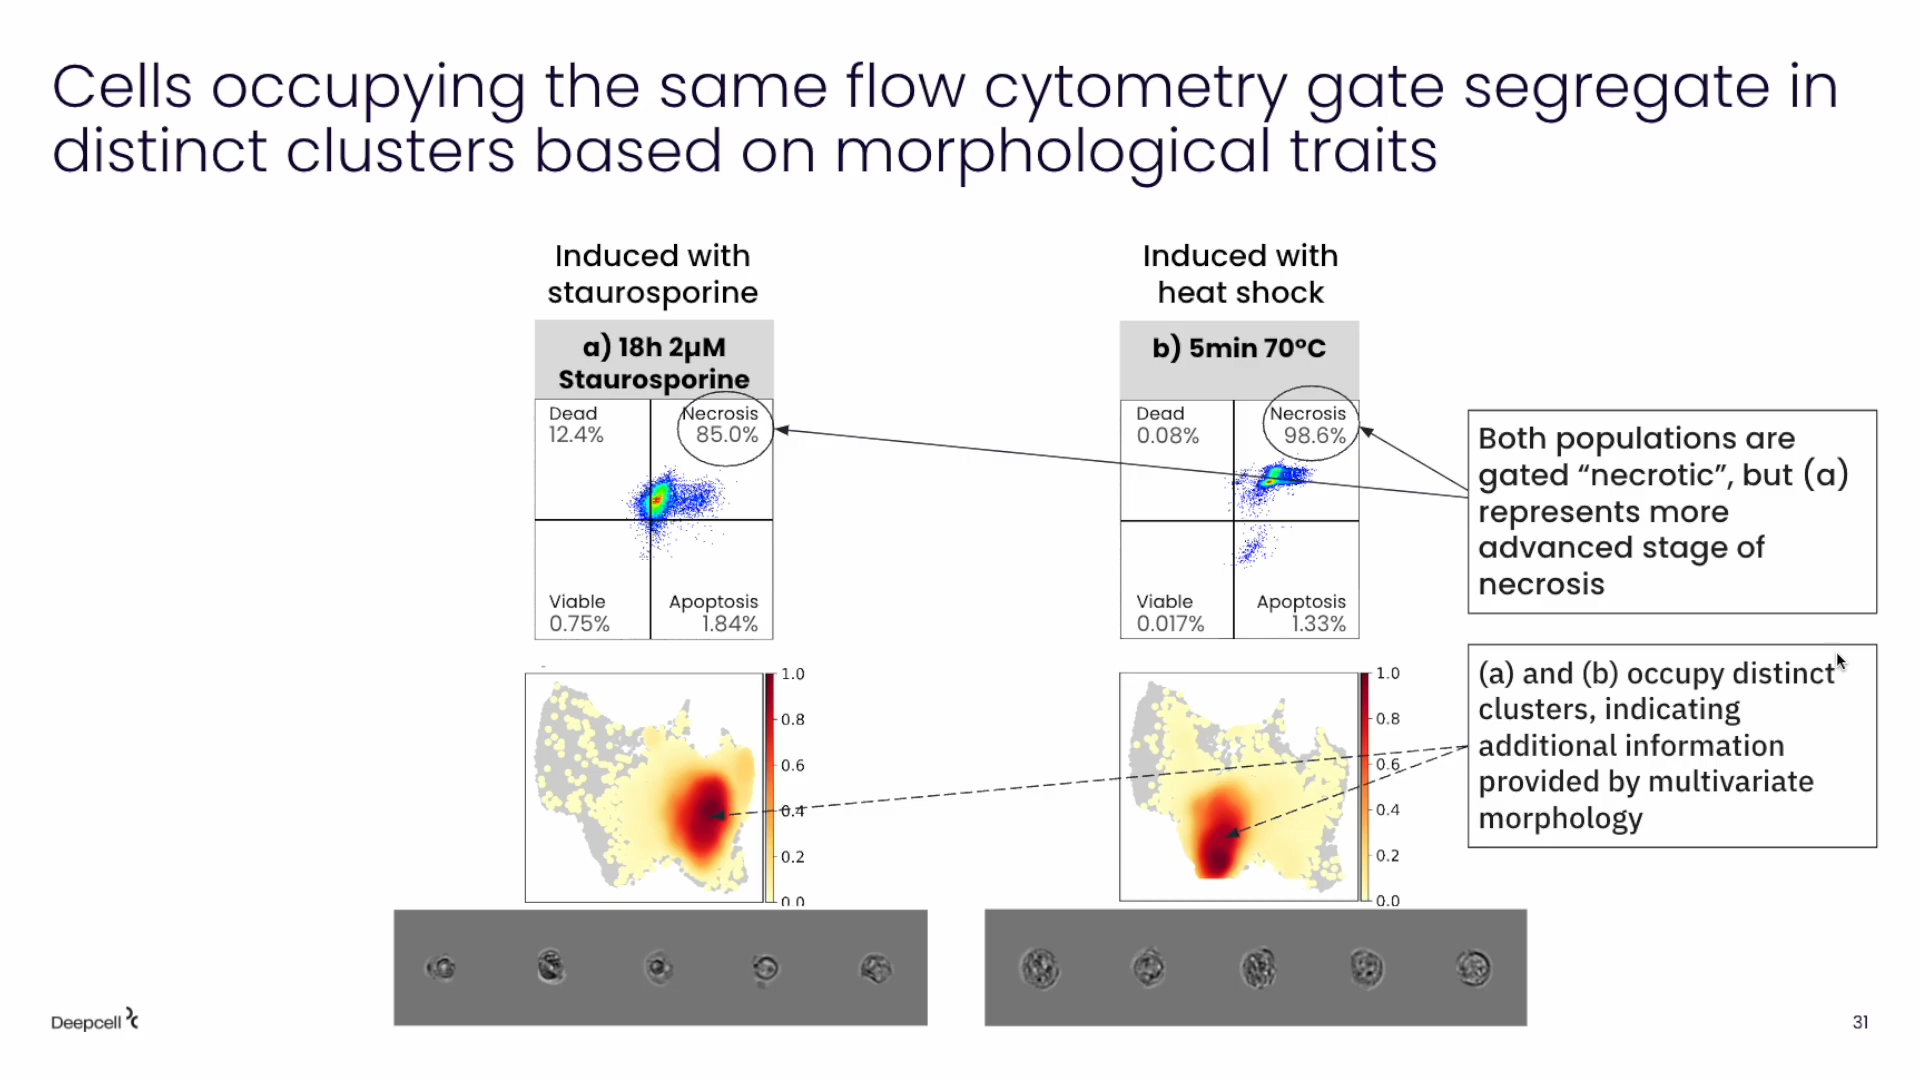 Cells occupying the same flow cytometry gate segregate in
distinct clusters based on morphological traits
Induced with
staurosporine
a) 18h 2µM
Staurosporine
Dead
12.4%
Necrosis
85.0%
Viable
0.75%
Apoptosis
1.84%
1.0
0.8
0.6
0.4
0.2
0.0
Induced with
heat shock
b) 5min 70°C
Dead
0.08%
Necrosis
98.6%
Viable
0.017%
Apoptosis
1.33%
1.0
0.8
0.6
0.4
0.2
0.0
Both populations are
gated “necrotic”, but (a)
represents more
advanced stage of
necrosis
(a) and (b) occupy distinct
clusters, indicating
additional information
provided by multivariate
morphology
Deepcell
31